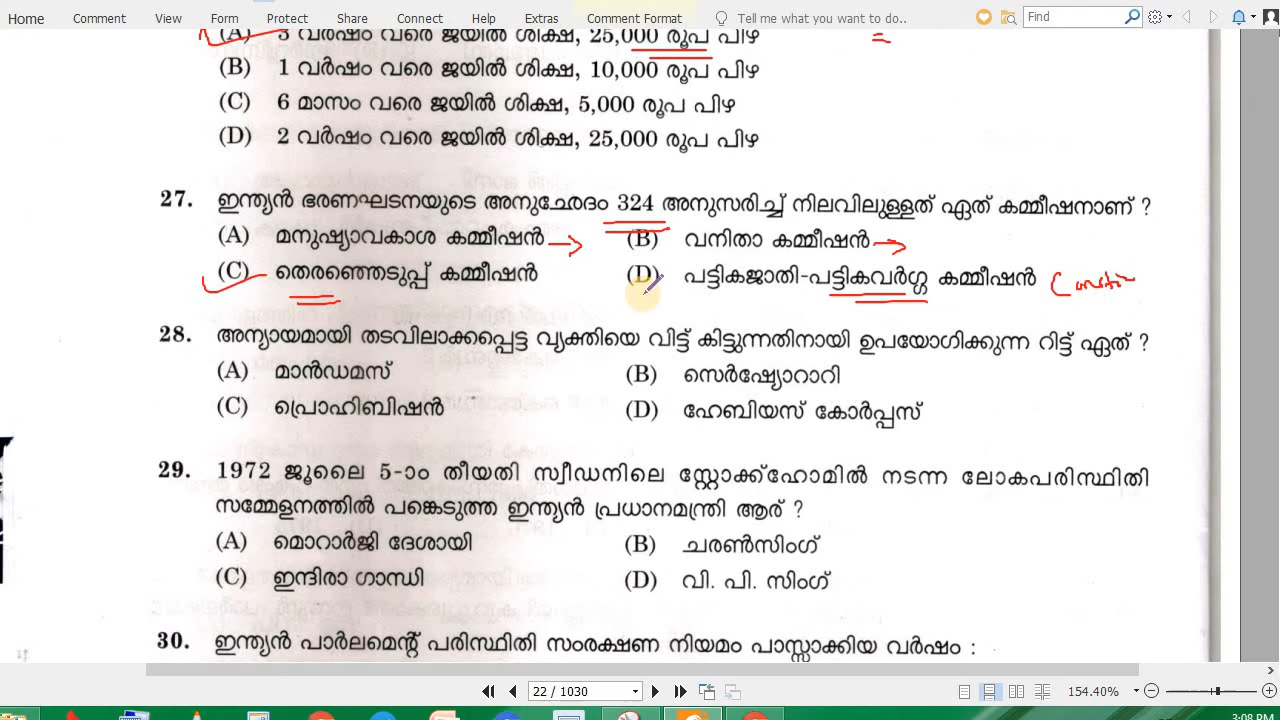 Home Comment View Form Protect Share Connect Help Extras Comment Format Tell me what you want to do.. Find
(A) 3 വർഷം വരെ ജയിൽ ശിക്ഷ, 25,000 രൂപ പിഴ
(B) 1 വർഷം വരെ ജയിൽ ശിക്ഷ, 10,000 രൂപ പിഴ
(C) 6 മാസം വരെ ജയിൽ ശിക്ഷ, 5,000 രൂപ പിഴ
(D) 2 വർഷം വരെ ജയിൽ ശിക്ഷ, 25,000 രൂപ പിഴ
27. ഇന്ത്യൻ ഭരണഘടനയുടെ അനുഛേദം 324 അനുസരിച്ച് നിലവിലുള്ളത് ഏത് കമ്മീഷനാണ് ?
(A) മനുഷ്യാവകാശ കമ്മീഷൻ (B) വനിതാ കമ്മീഷൻ
(C) തെരഞ്ഞെടുപ്പ് കമ്മീഷൻ (D) പട്ടികജാതി-പട്ടികവർഗ്ഗ കമ്മീഷൻ
28. അന്യായമായി തടവിലാക്കപ്പെട്ട വ്യക്തിയെ വിട്ട് കിട്ടുന്നതിനായി ഉപയോഗിക്കുന്ന റിട്ട് ഏത് ?
(A) മാൻഡമസ് (B) സെർഷ്യോറാറി
(C) പ്രൊഹിബിഷൻ (D) ഹേബിയസ് കോർപ്പസ്
29. 1972 ജൂലൈ 5-ാം തീയതി സ്വീഡനിലെ സ്റ്റോക്ക്ഹോമിൽ നടന്ന ലോകപരിസ്ഥിതി
സമ്മേളനത്തിൽ പങ്കെടുത്ത ഇന്ത്യൻ പ്രധാനമന്ത്രി ആര് ?
(A) മൊറാർജി ദേശായി (B) ചരൺസിംഗ്
(C) ഇന്ദിരാ ഗാന്ധി (D) വി. പി. സിംഗ്
30. ഇന്ത്യൻ പാർലമെന്റ് പരിസ്ഥിതി സംരക്ഷണ നിയമം പാസ്സാക്കിയ വർഷം :
22 / 1030 154.40%
3:08 PM